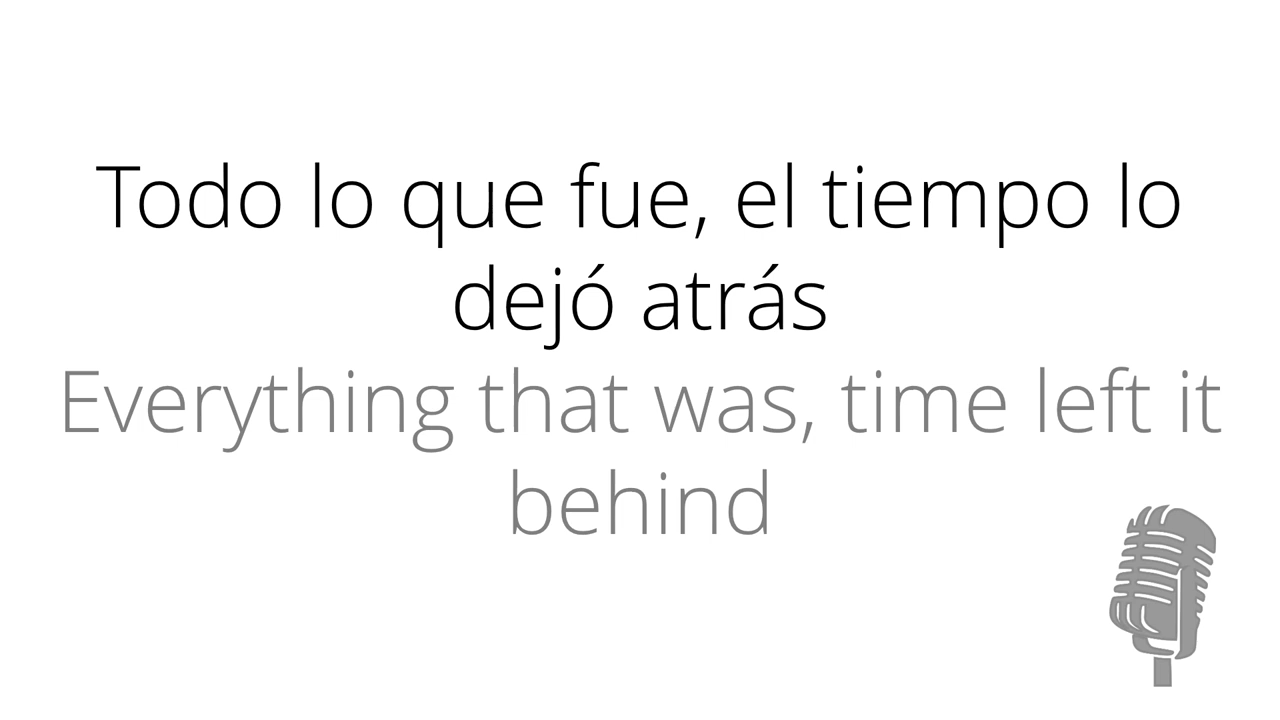 Todo lo que fue, el tiempo lo
dejó atrás
Everything that was, time left it
behind